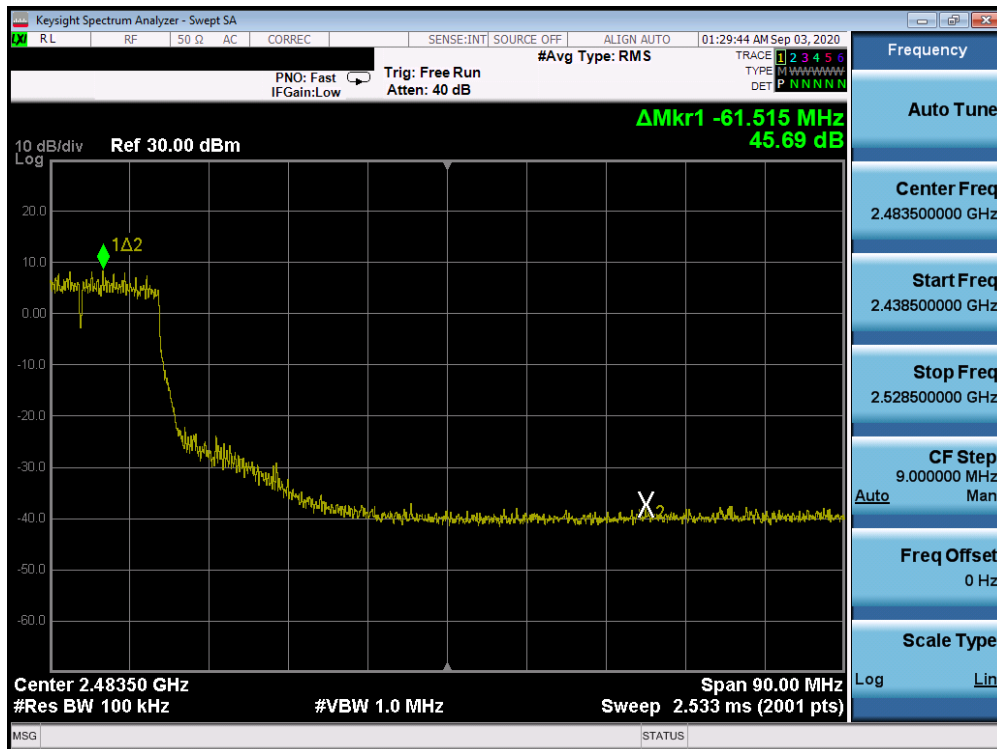 Keysight Spectrum Analyzer - Swept SA
LXI RL RF 50 Ω AC CORREC SENSE:INT SOURCE OFF ALIGN AUTO 01:29:44 AM Sep 03, 2020
#Avg Type: RMS
TRACE 1 2 3 4 5 6
PNO: Fast Trig: Free Run TYPE M WWWWW
IFGain:Low Atten: 40 dB DET P N N N N N
ΔMkr1 -61.515 MHz
45.69 dB
10 dB/div Ref 30.00 dBm
Log
20.0
1Δ2
10.0
0.00
-10.0
-20.0
-30.0
-40.0
X2
-50.0
-60.0
Center 2.48350 GHz Span 90.00 MHz
#Res BW 100 kHz #VBW 1.0 MHz Sweep 2.533 ms (2001 pts)
MSG STATUS
Frequency
Auto Tune
Center Freq
2.483500000 GHz
Start Freq
2.438500000 GHz
Stop Freq
2.528500000 GHz
CF Step
9.000000 MHz
Auto Man
Freq Offset
0 Hz
Scale Type
Log Lin